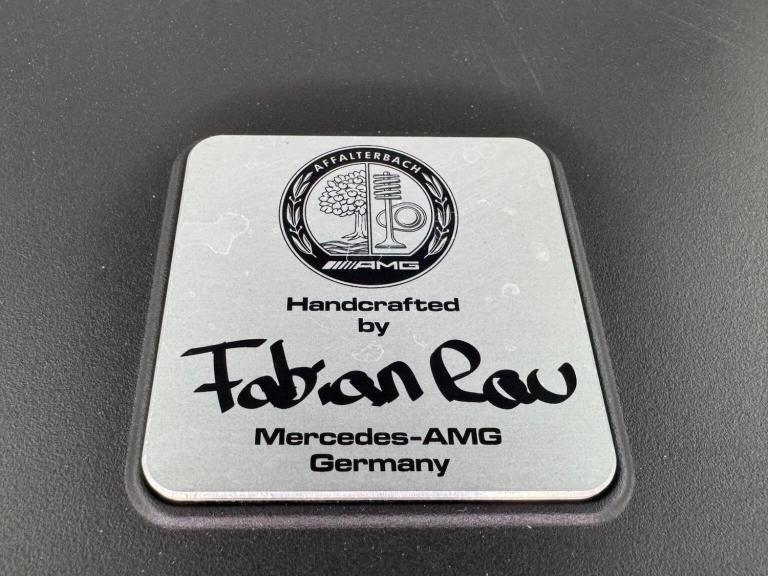 AFFALTERBACH
AMG
Handcrafted
by
Fabian Rau
Mercedes-AMG
Germany